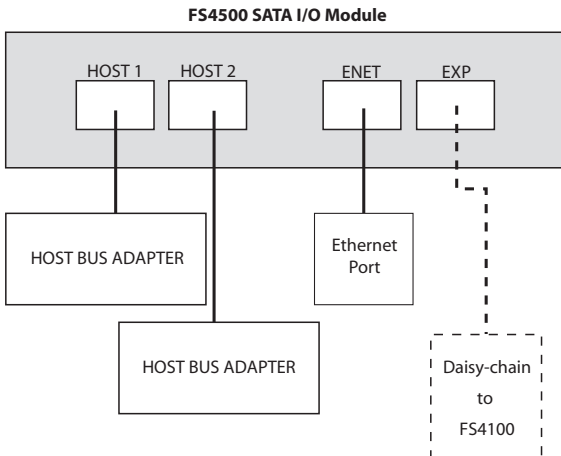 FS4500 SATA I/O Module
HOST 1
HOST 2
ENET
EXP
HOST BUS ADAPTER
Ethernet
Port
HOST BUS ADAPTER
Daisy-chain
to
FS4100